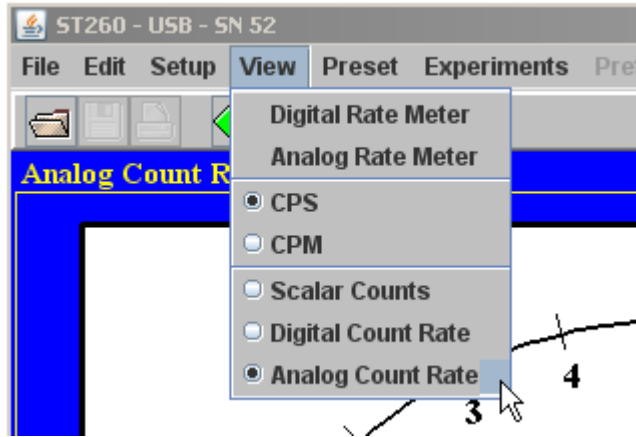 ST260 - USB - SN 52
File Edit Setup View Preset Experiments
Digital Rate Meter
Analog Rate Meter
Analog Count R
CPS
CPM
Scalar Counts
Digital Count Rate
Analog Count Rate
4
3